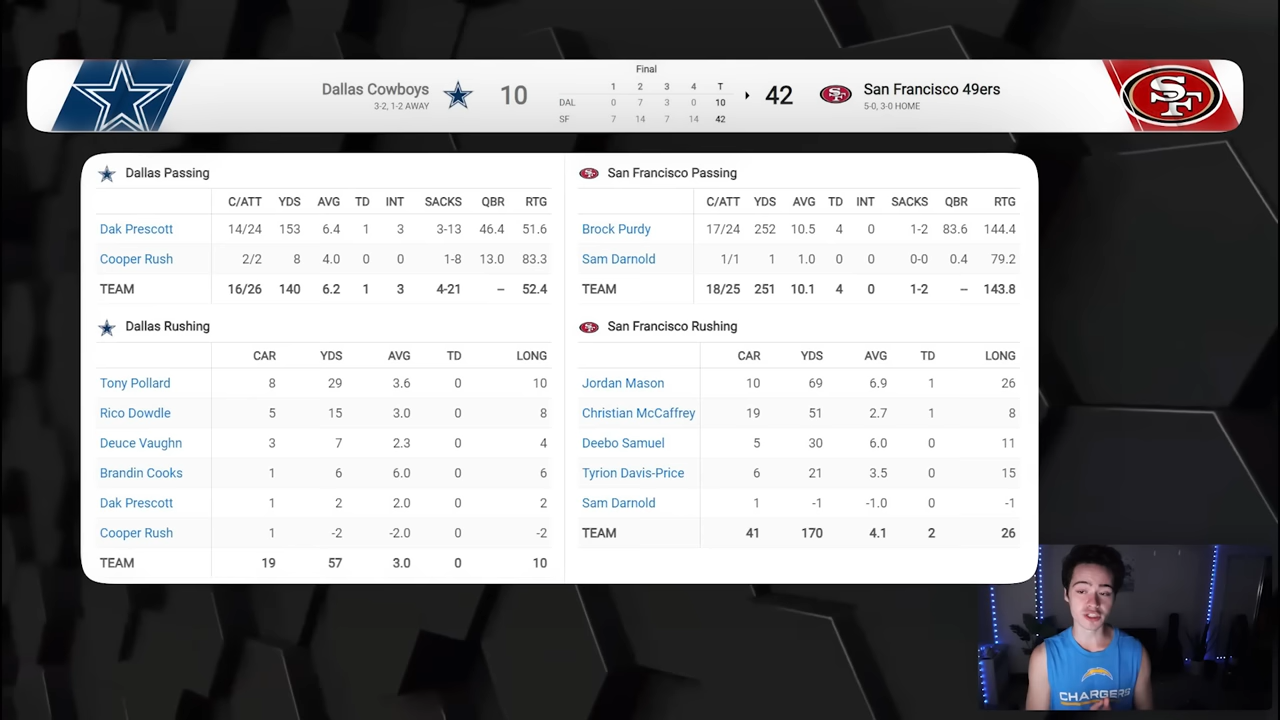 Final
Dallas Cowboys
3-2, 1-2 AWAY
10
1 2 3 4 T
DAL 0 7 3 0 10
SF 7 14 7 14 42
42
San Francisco 49ers
5-0, 3-0 HOME
SF
Dallas Passing
C/ATT YDS AVG TD INT SACKS QBR RTG
Dak Prescott 14/24 153 6.4 1 3 3-13 46.4 51.6
Cooper Rush 2/2 8 4.0 0 0 1-8 13.0 83.3
TEAM 16/26 140 6.2 1 3 4-21 -- 52.4
San Francisco Passing
C/ATT YDS AVG TD INT SACKS QBR RTG
Brock Purdy 17/24 252 10.5 4 0 1-2 83.6 144.4
Sam Darnold 1/1 1 1.0 0 0 0-0 0.4 79.2
TEAM 18/25 251 10.1 4 0 1-2 -- 143.8
Dallas Rushing
CAR YDS AVG TD LONG
Tony Pollard 8 29 3.6 0 10
Rico Dowdle 5 15 3.0 0 8
Deuce Vaughn 3 7 2.3 0 4
Brandin Cooks 1 6 6.0 0 6
Dak Prescott 1 2 2.0 0 2
Cooper Rush 1 -2 -2.0 0 -2
TEAM 19 57 3.0 0 10
San Francisco Rushing
CAR YDS AVG TD LONG
Jordan Mason 10 69 6.9 1 26
Christian McCaffrey 19 51 2.7 1 8
Deebo Samuel 5 30 6.0 0 11
Tyrion Davis-Price 6 21 3.5 0 15
Sam Darnold 1 -1 -1.0 0 -1
TEAM 41 170 4.1 2 26
CHARGERS